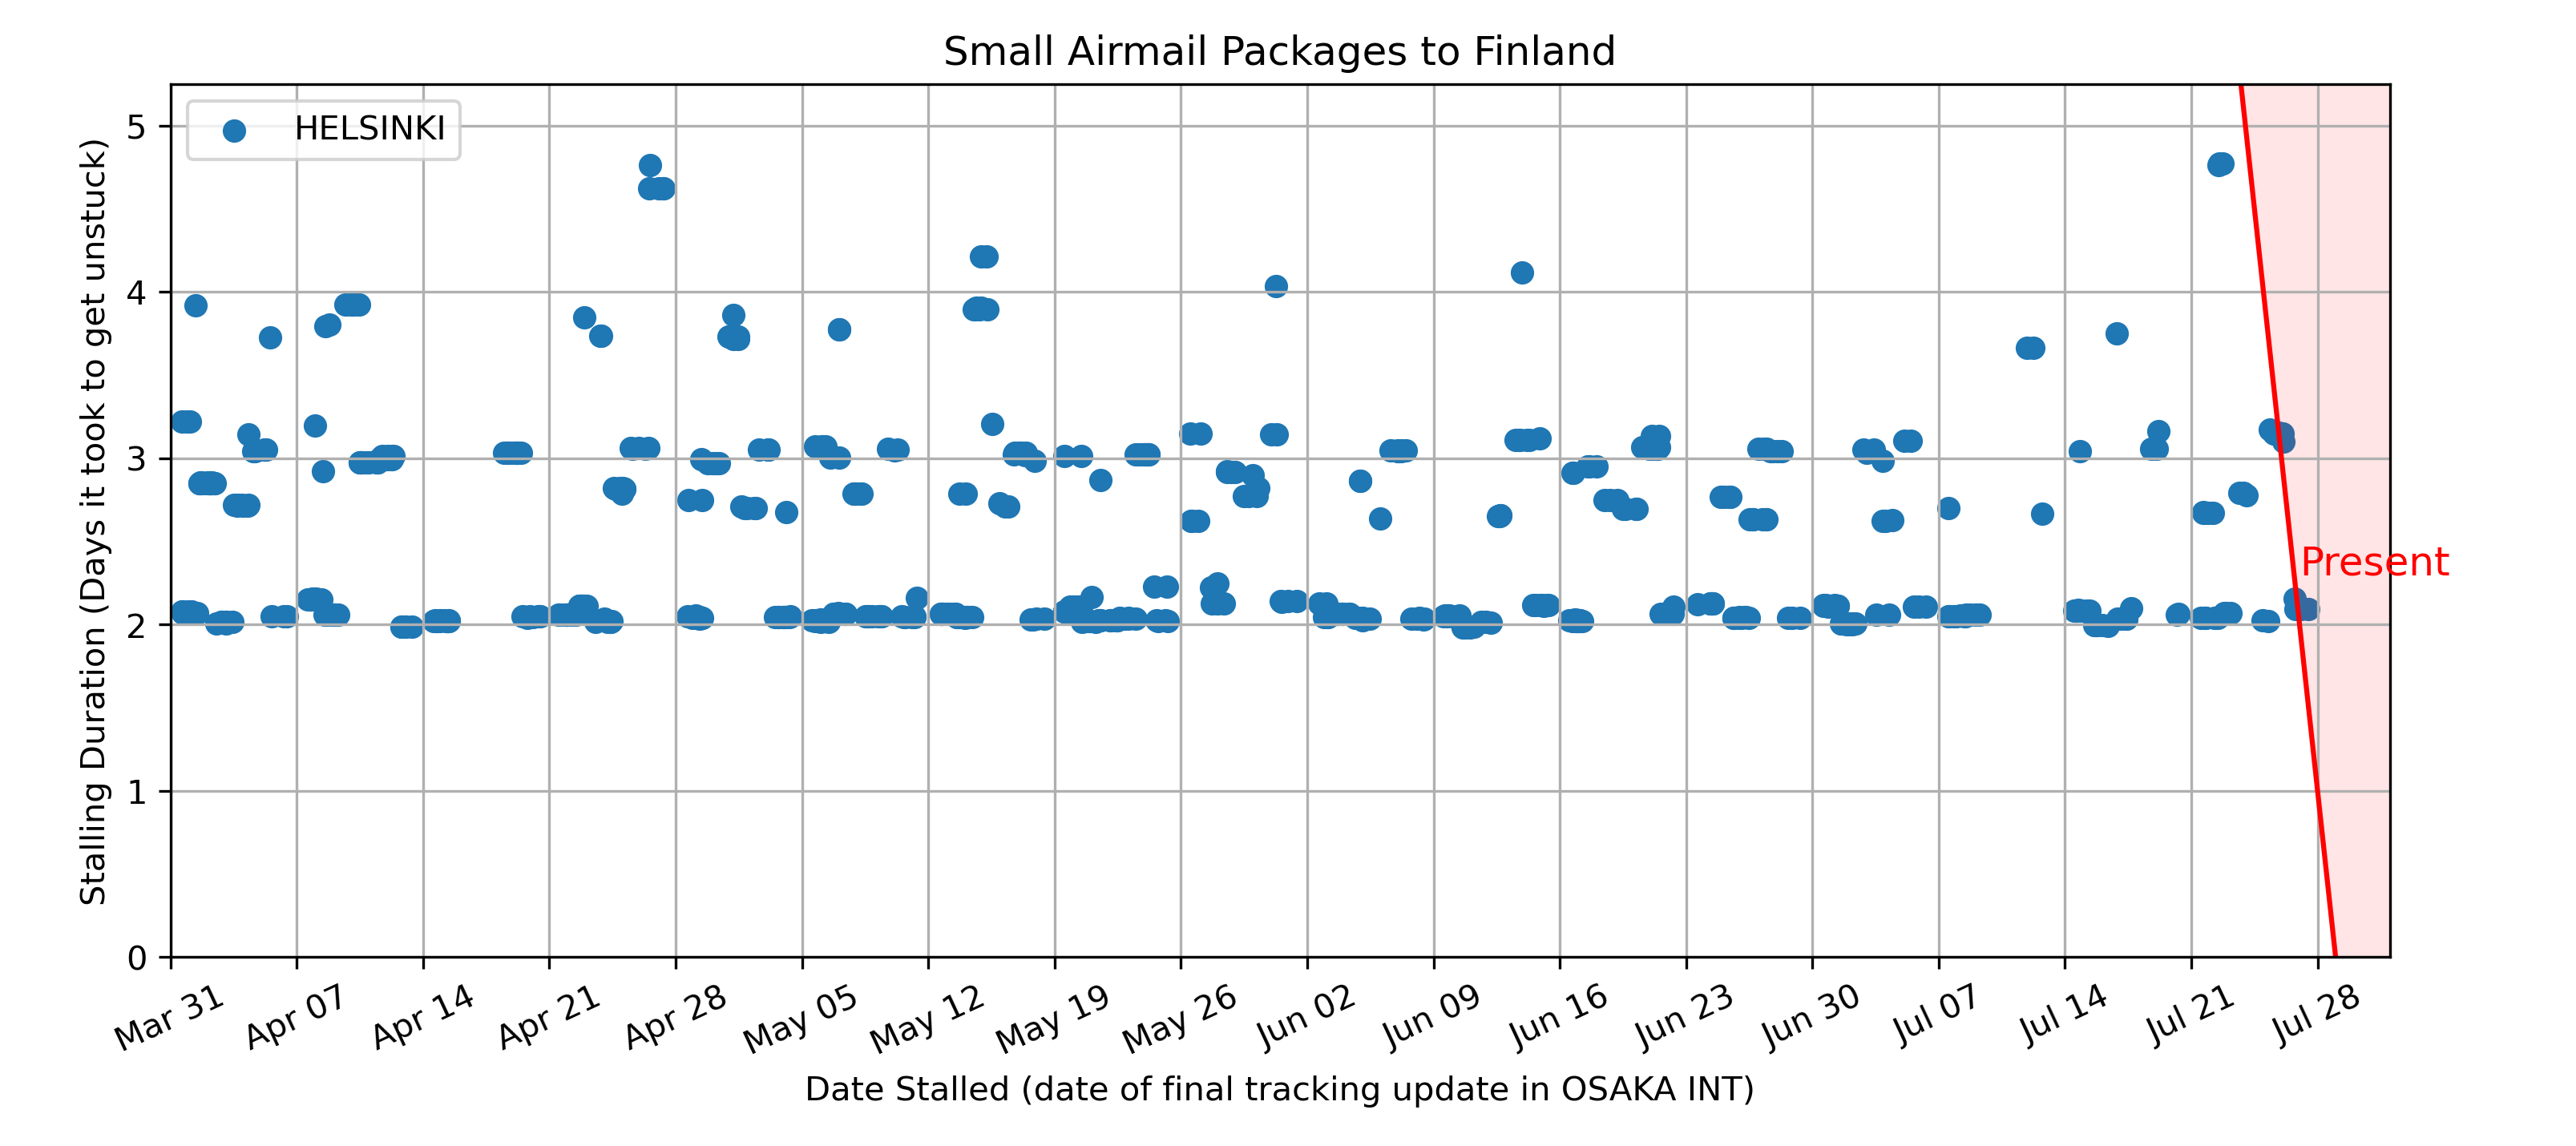 Small Airmail Packages to Finland
HELSINKI
Stalling Duration (Days it took to get unstuck)
5
4
3
2
1
0
Present
Mar 31
Apr 07
Apr 14
Apr 21
Apr 28
May 05
May 12
May 19
May 26
Jun 02
Jun 09
Jun 16
Jun 23
Jun 30
Jul 07
Jul 14
Jul 21
Jul 28
Date Stalled (date of final tracking update in OSAKA INT)